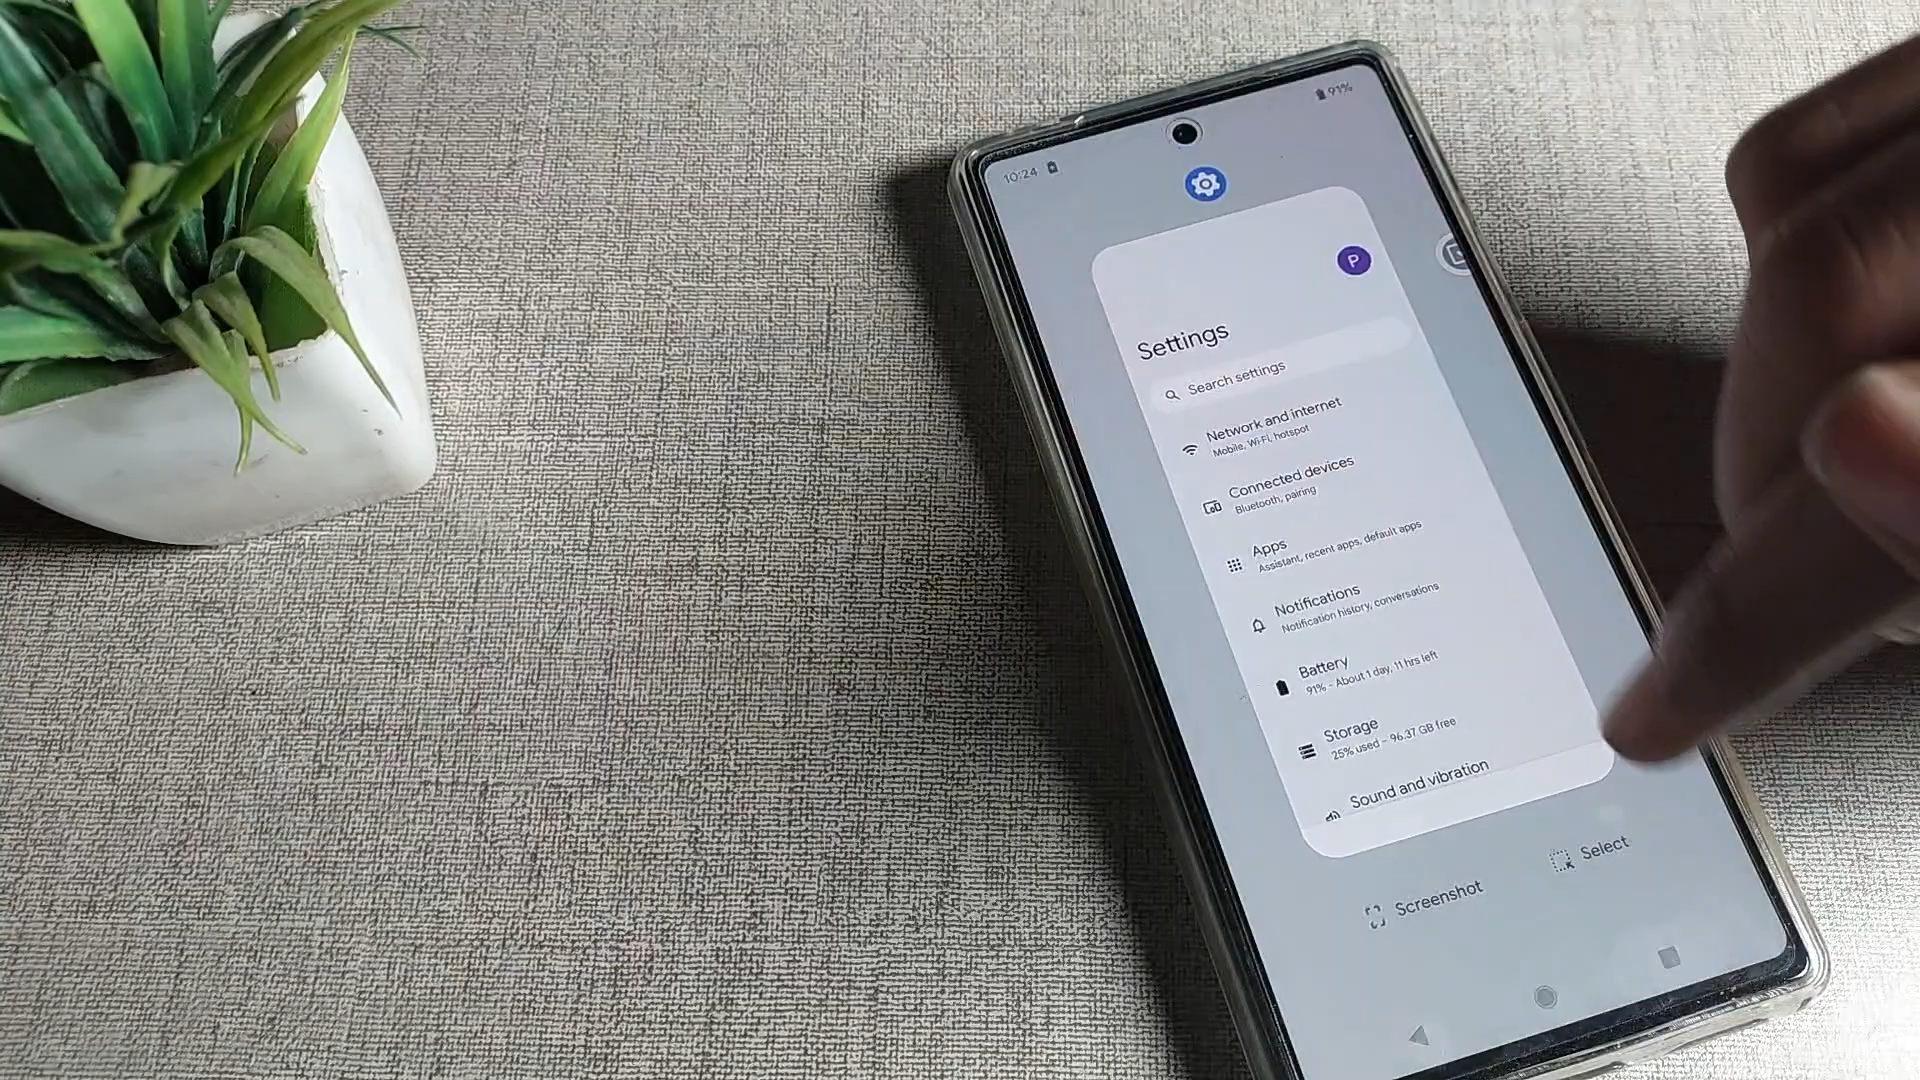 10:24
91%
P
Settings
Search settings
Network and internet
Mobile, Wi-Fi, hotspot
Connected devices
Bluetooth, pairing
Apps
Assistant, recent apps, default apps
Notifications
Notification history, conversations
Battery
91% - About 1 day, 11 hrs left
Storage
25% used - 96.37 GB free
Sound and vibration
Screenshot
Select